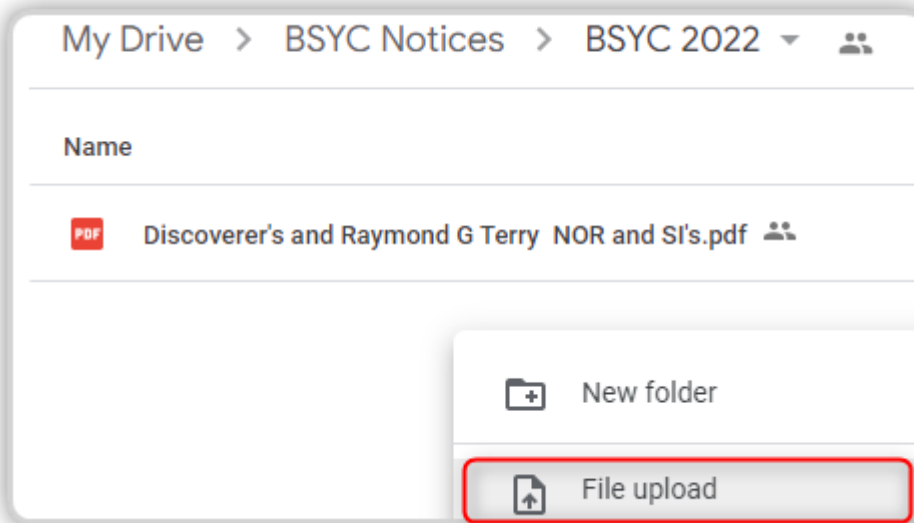 My Drive > BSYC Notices > BSYC 2022
Name
PDF Discoverer's and Raymond G Terry  NOR and SI's.pdf
New folder
File upload